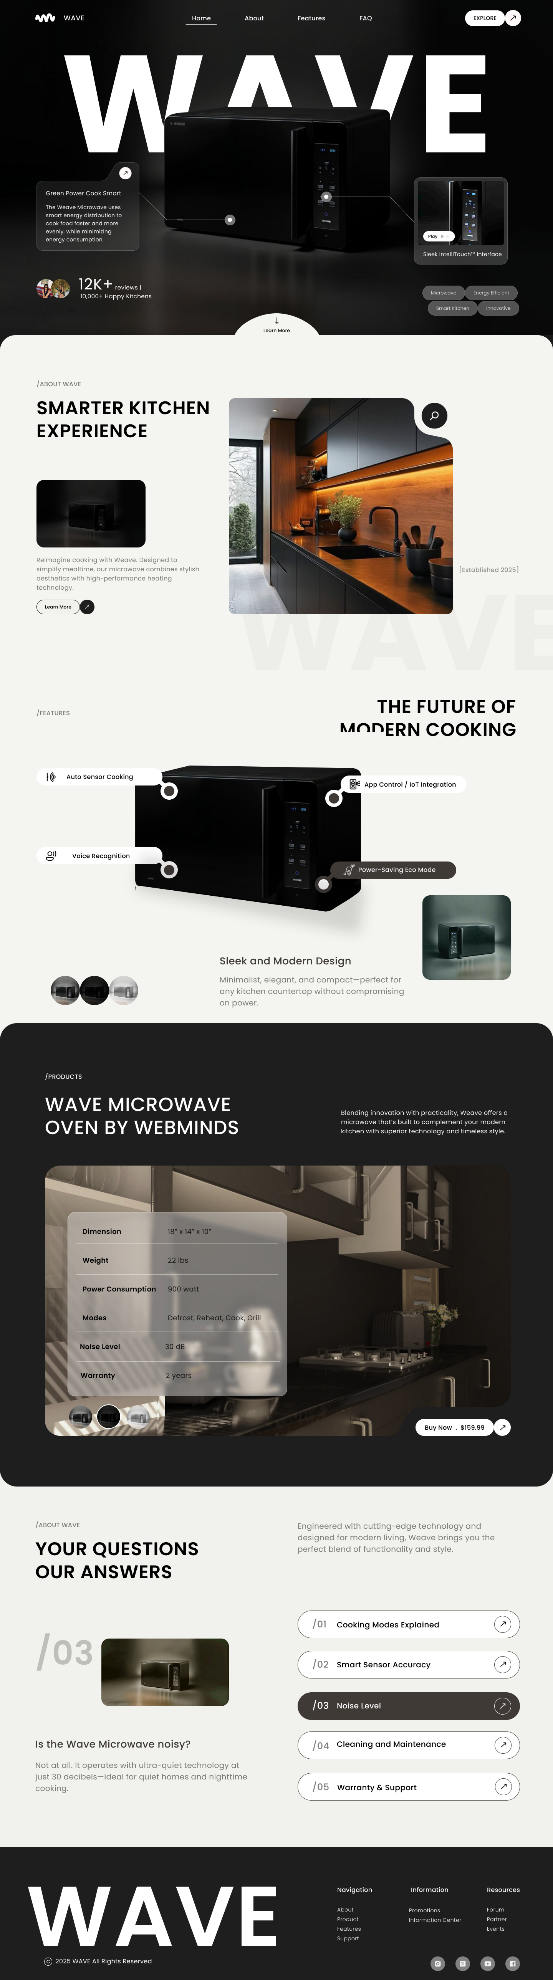 WAVE
Home
About
Features
FAQ
EXPLORE
WAVE
Green Power Cook Smart
The Weave Microwave uses
smart energy distribution to
cook food faster and more
evenly, while minimizing
energy consumption.
Play
Sleek IntelliTouch™ Interface
12K+ reviews |
10,000+ Happy Kitchens
Microwave
Energy Efficient
Smart Kitchen
Innovative
Learn More
/ABOUT WAVE
SMARTER KITCHEN
EXPERIENCE
Reimagine cooking with Weave. Designed to
simplify mealtime, our microwave combines stylish
aesthetics with high-performance heating
technology.
Learn More
[Established 2025]
WAVE
/FEATURES
THE FUTURE OF
MODERN COOKING
Auto Sensor Cooking
App Control / IoT Integration
Voice Recognition
Power-Saving Eco Mode
Sleek and Modern Design
Minimalist, elegant, and compact—perfect for
any kitchen countertop without compromising
on power.
/PRODUCTS
WAVE MICROWAVE
OVEN BY WEBMINDS
Blending innovation with practicality, Weave offers a
microwave that's built to complement your modern
kitchen with superior technology and timeless style.
Dimension 18" x 14" x 10"
Weight 22 lbs
Power Consumption 900 watt
Modes Defrost, Reheat, Cook, Grill
Noise Level 30 dB
Warranty 2 years
Buy Now . $159.99
/ABOUT WAVE
YOUR QUESTIONS
OUR ANSWERS
Engineered with cutting-edge technology and
designed for modern living, Weave brings you the
perfect blend of functionality and style.
/03
Is the Wave Microwave noisy?
Not at all. It operates with ultra-quiet technology at
just 30 decibels—ideal for quiet homes and nighttime
cooking.
/01 Cooking Modes Explained
/02 Smart Sensor Accuracy
/03 Noise Level
/04 Cleaning and Maintenance
/05 Warranty & Support
WAVE
© 2025 WAVE All Rights Reserved
Navigation
About
Product
Features
Support
Information
Promotions
Information Center
Resources
Forum
Partner
Events